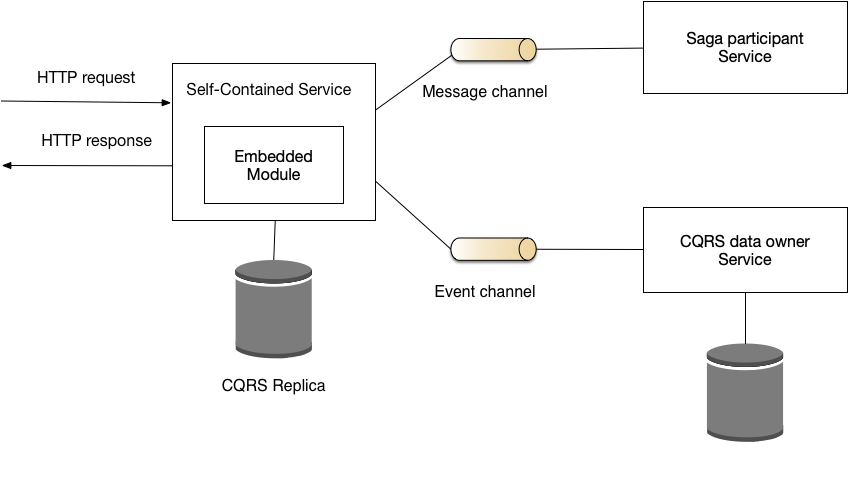 HTTP request
HTTP response
Self-Contained Service
Embedded
Module
CQRS Replica
Message channel
Event channel
Saga participant
Service
CQRS data owner
Service